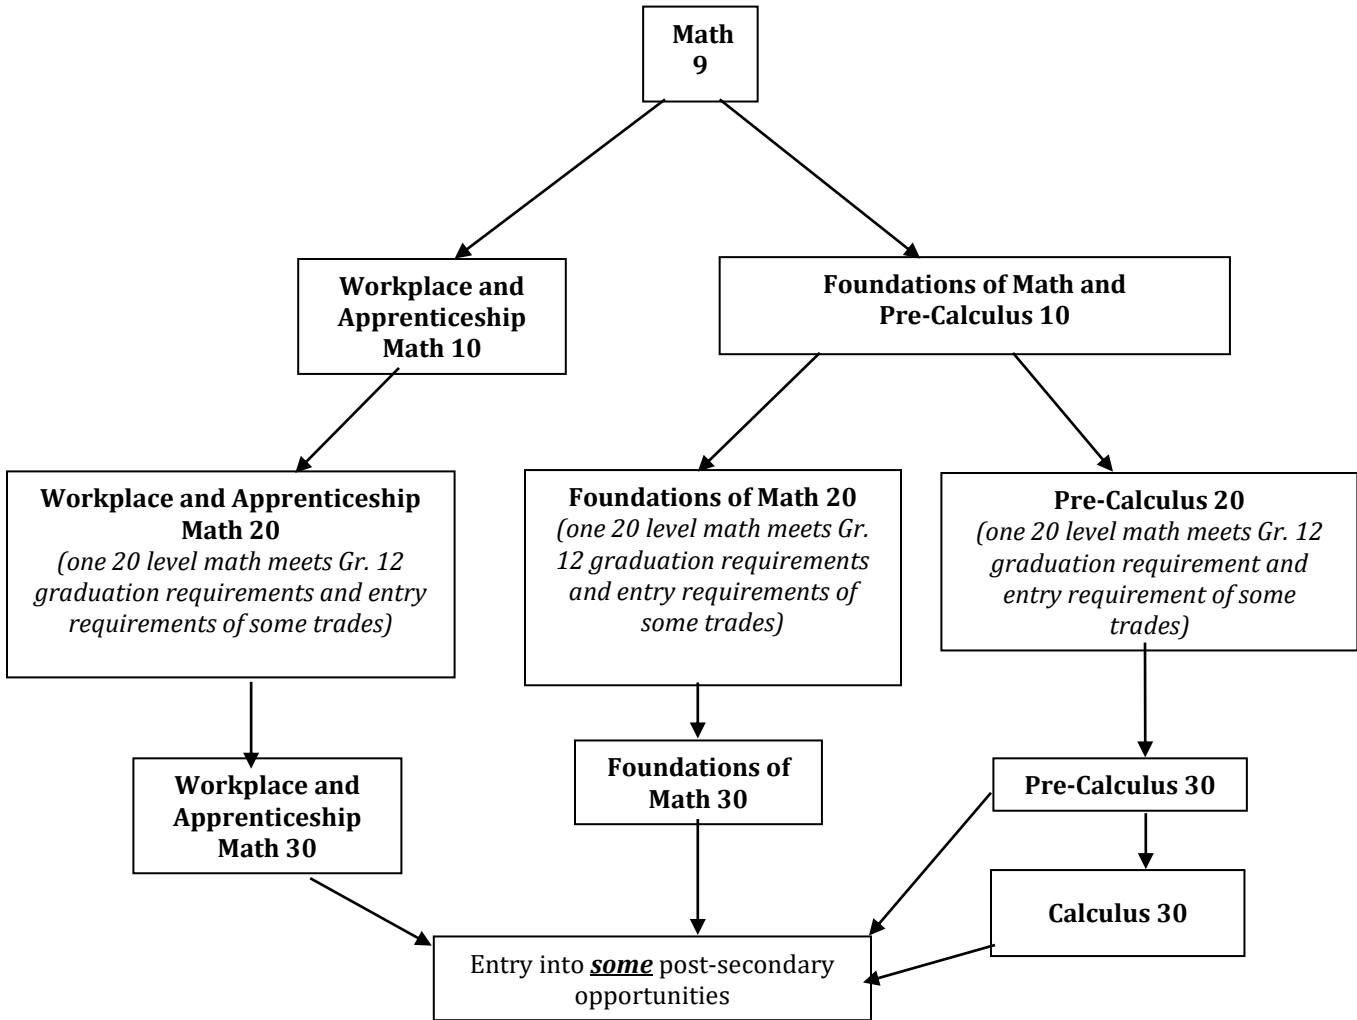 Math
9
Workplace and
Apprenticeship
Math 10
Foundations of Math and
Pre-Calculus 10
Workplace and Apprenticeship
Math 20
(one 20 level math meets Gr. 12
graduation requirements and entry
requirements of some trades)
Foundations of Math 20
(one 20 level math meets Gr.
12 graduation requirements
and entry requirements of
some trades)
Pre-Calculus 20
(one 20 level math meets Gr. 12
graduation requirement and
entry requirement of some
trades)
Workplace and
Apprenticeship
Math 30
Foundations of
Math 30
Pre-Calculus 30
Calculus 30
Entry into some post-secondary
opportunities